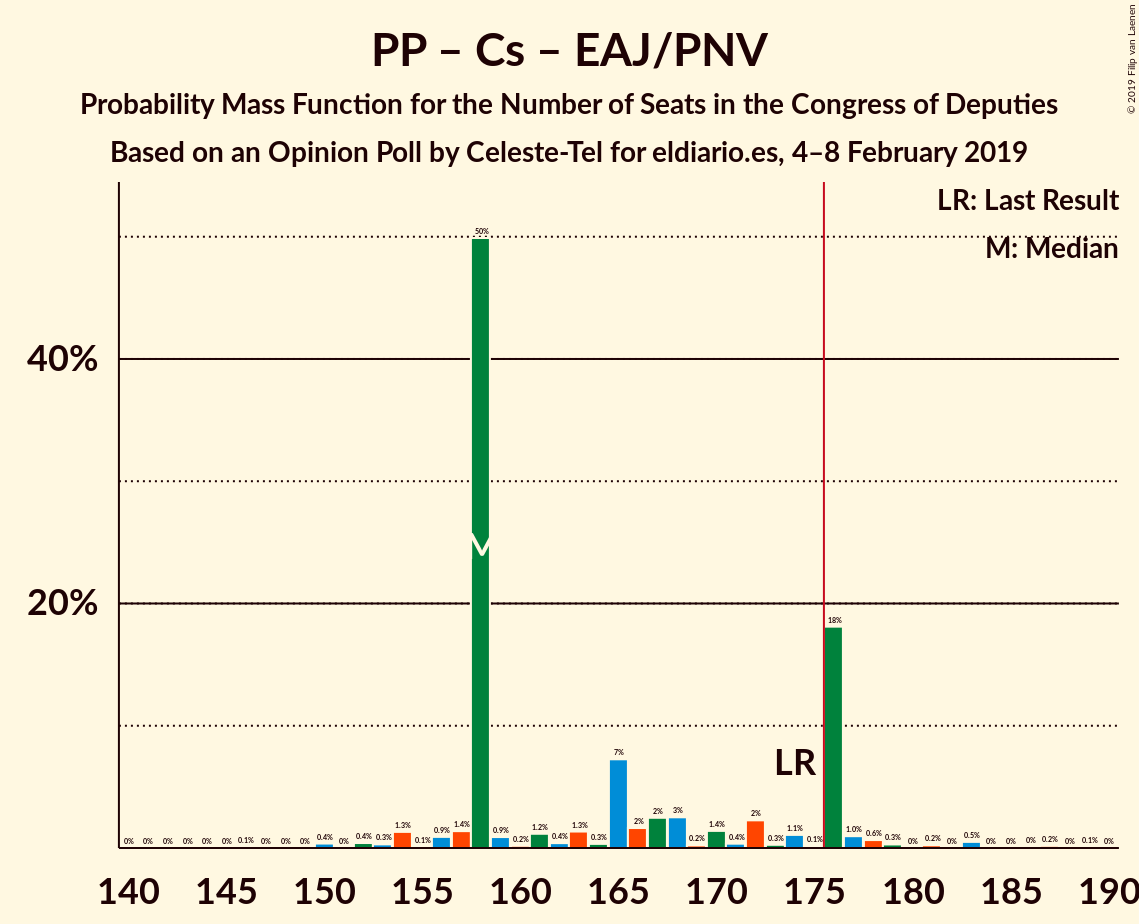 PP – Cs – EAJ/PNV
Probability Mass Function for the Number of Seats in the Congress of Deputies
Based on an Opinion Poll by Celeste-Tel for eldiario.es, 4–8 February 2019
© 2019 Filip van Laenen
LR: Last Result
M: Median
50%
40%
20%
18%
LR
7%
0% 0% 0% 0% 0% 0% 0.1% 0% 0% 0% 0.4% 0% 0.4% 0.3% 1.3% 0.1% 0.9% 1.4% 0.9% 0.2% 1.2% 0.4% 1.3% 0.3% 2% 2% 3% 0.2% 1.4% 0.4% 2% 0.3% 1.1% 0.1% 1.0% 0.6% 0.3% 0% 0.2% 0% 0.5% 0% 0% 0% 0.2% 0% 0.1% 0%
140 145 150 155 160 165 170 175 180 185 190